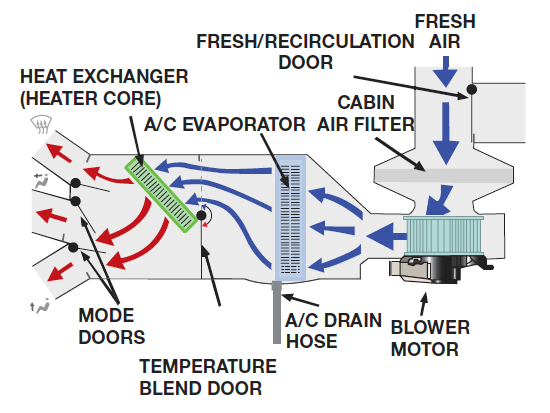 FRESH
AIR
FRESH/RECIRCULATION
DOOR
HEAT EXCHANGER
(HEATER CORE)
CABIN
AIR FILTER
A/C EVAPORATOR
MODE
DOORS
A/C DRAIN
HOSE
BLOWER
MOTOR
TEMPERATURE
BLEND DOOR